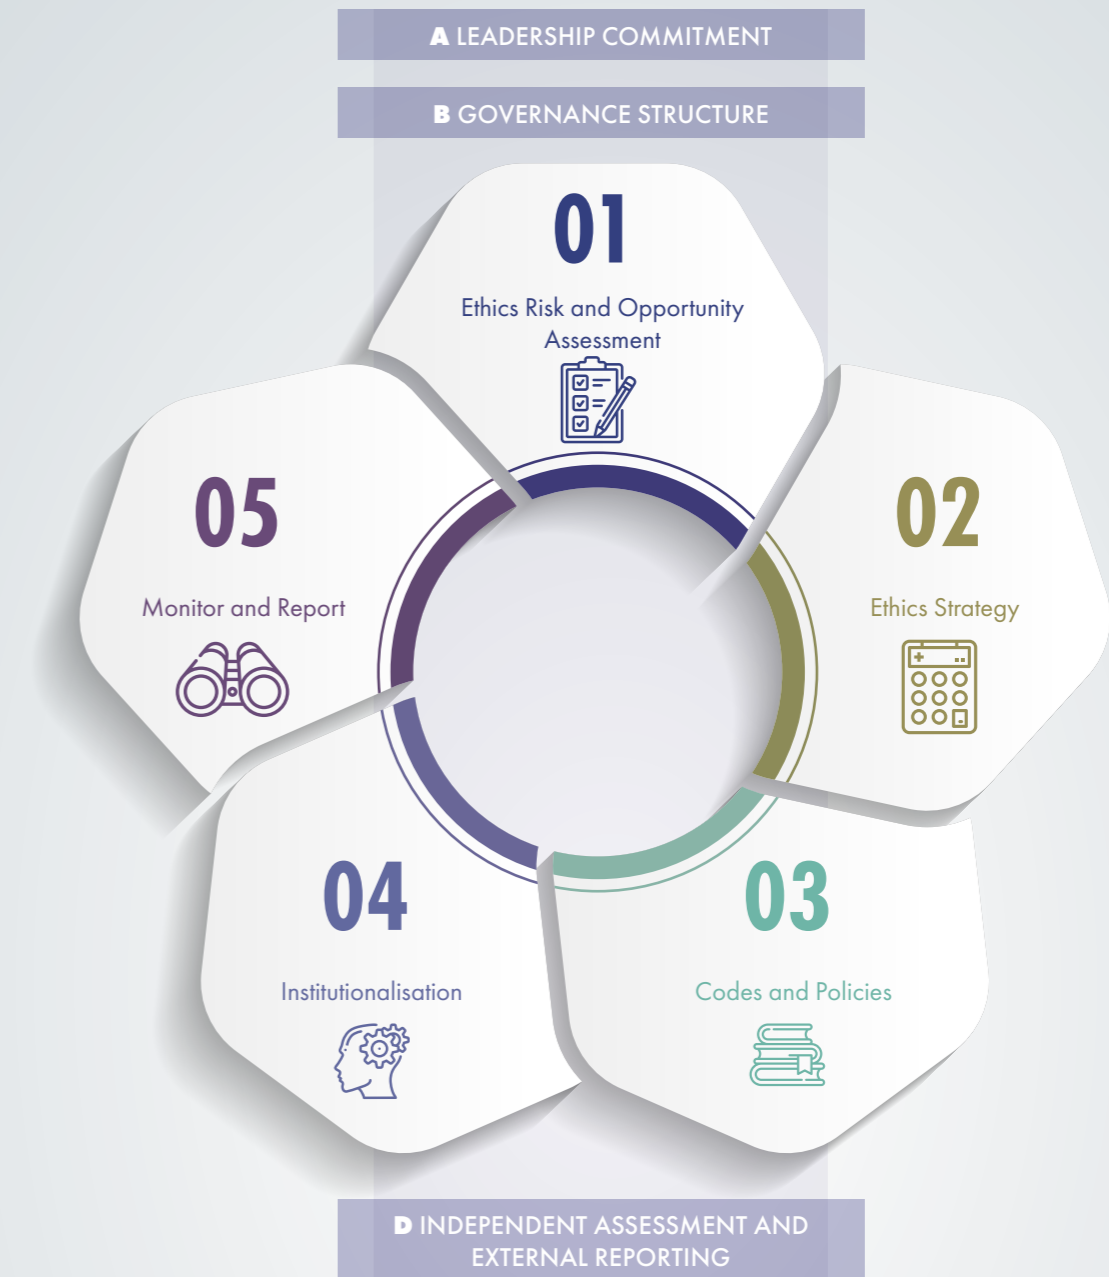 A LEADERSHIP COMMITMENT
B GOVERNANCE STRUCTURE
01
Ethics Risk and Opportunity
Assessment
02
Ethics Strategy
03
Codes and Policies
04
Institutionalisation
05
Monitor and Report
D INDEPENDENT ASSESSMENT AND
EXTERNAL REPORTING